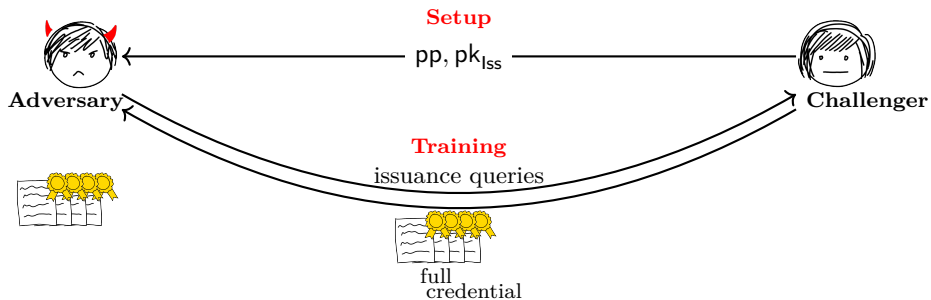 Setup
pp, pk_Iss
Adversary
Challenger
Training
issuance queries
full
credential